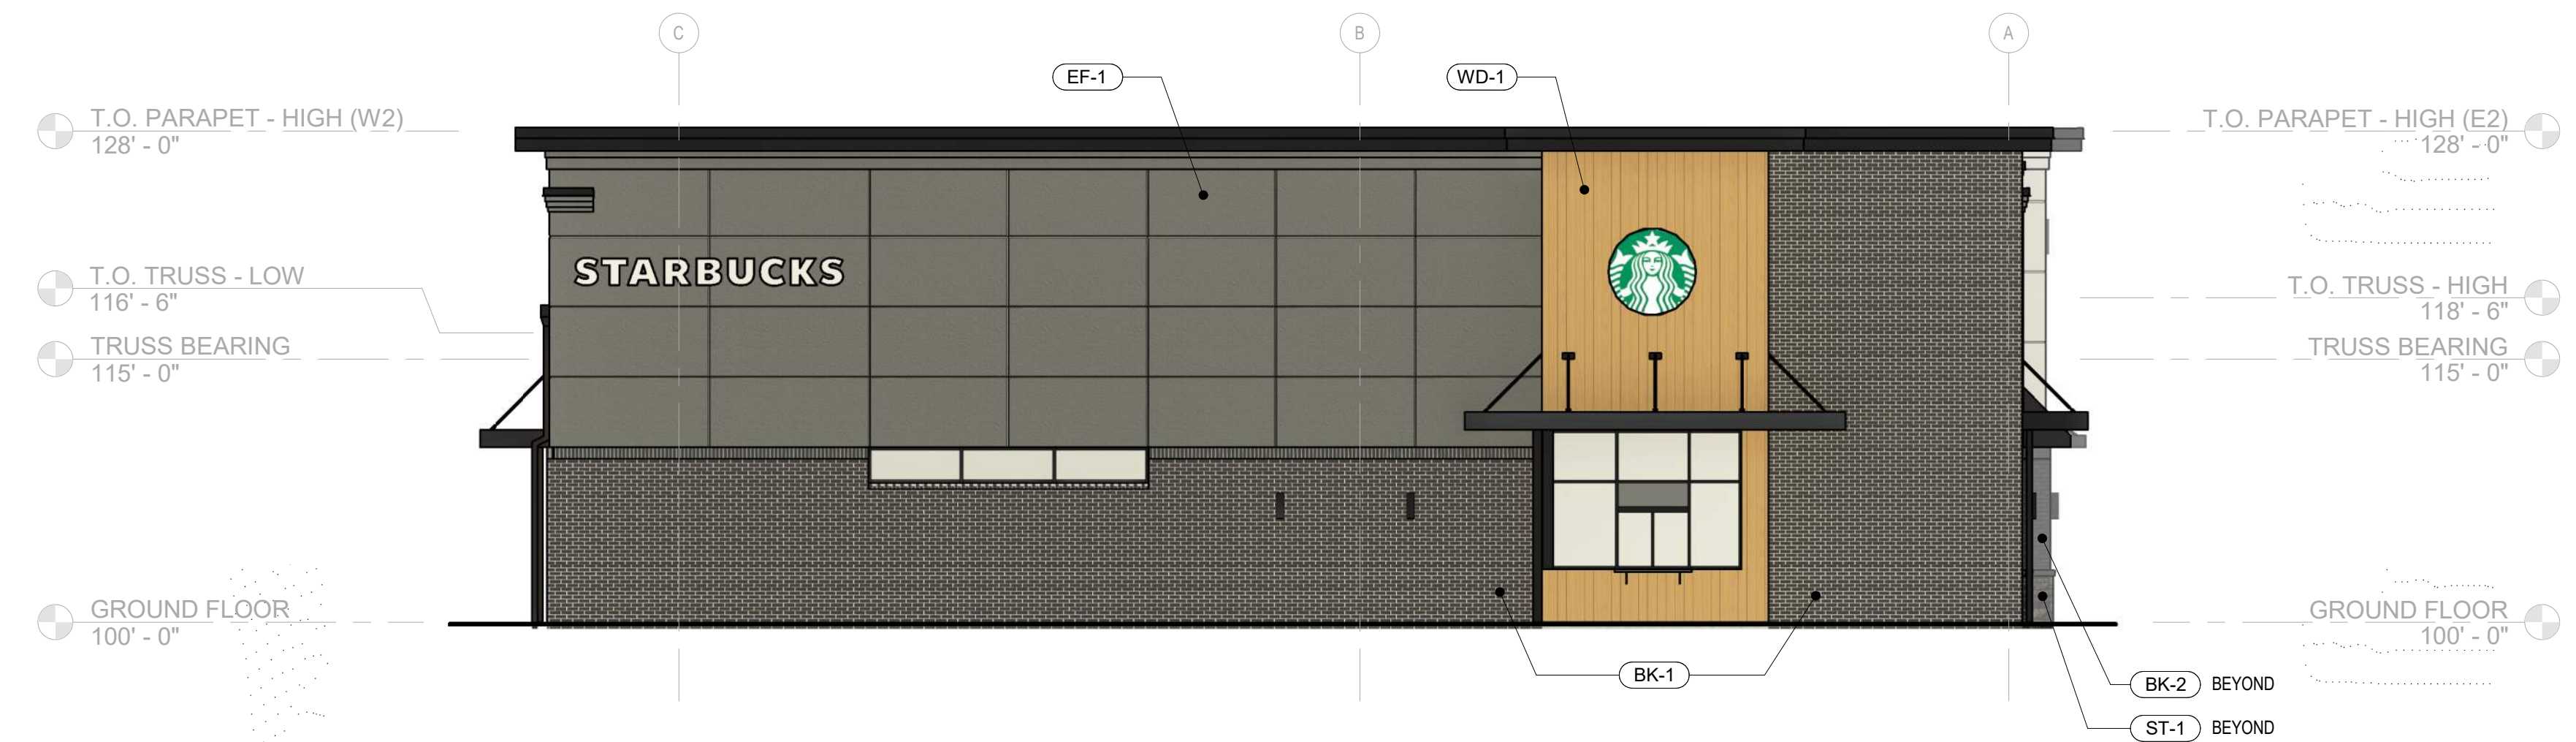 C
B
A
EF-1
WD-1
T.O. PARAPET - HIGH (W2)
128' - 0"
T.O. PARAPET - HIGH (E2)
128' - 0"
STARBUCKS
T.O. TRUSS - LOW
116' - 6"
T.O. TRUSS - HIGH
118' - 6"
TRUSS BEARING
115' - 0"
TRUSS BEARING
115' - 0"
GROUND FLOOR
100' - 0"
GROUND FLOOR
100' - 0"
BK-1
BK-2 BEYOND
ST-1 BEYOND